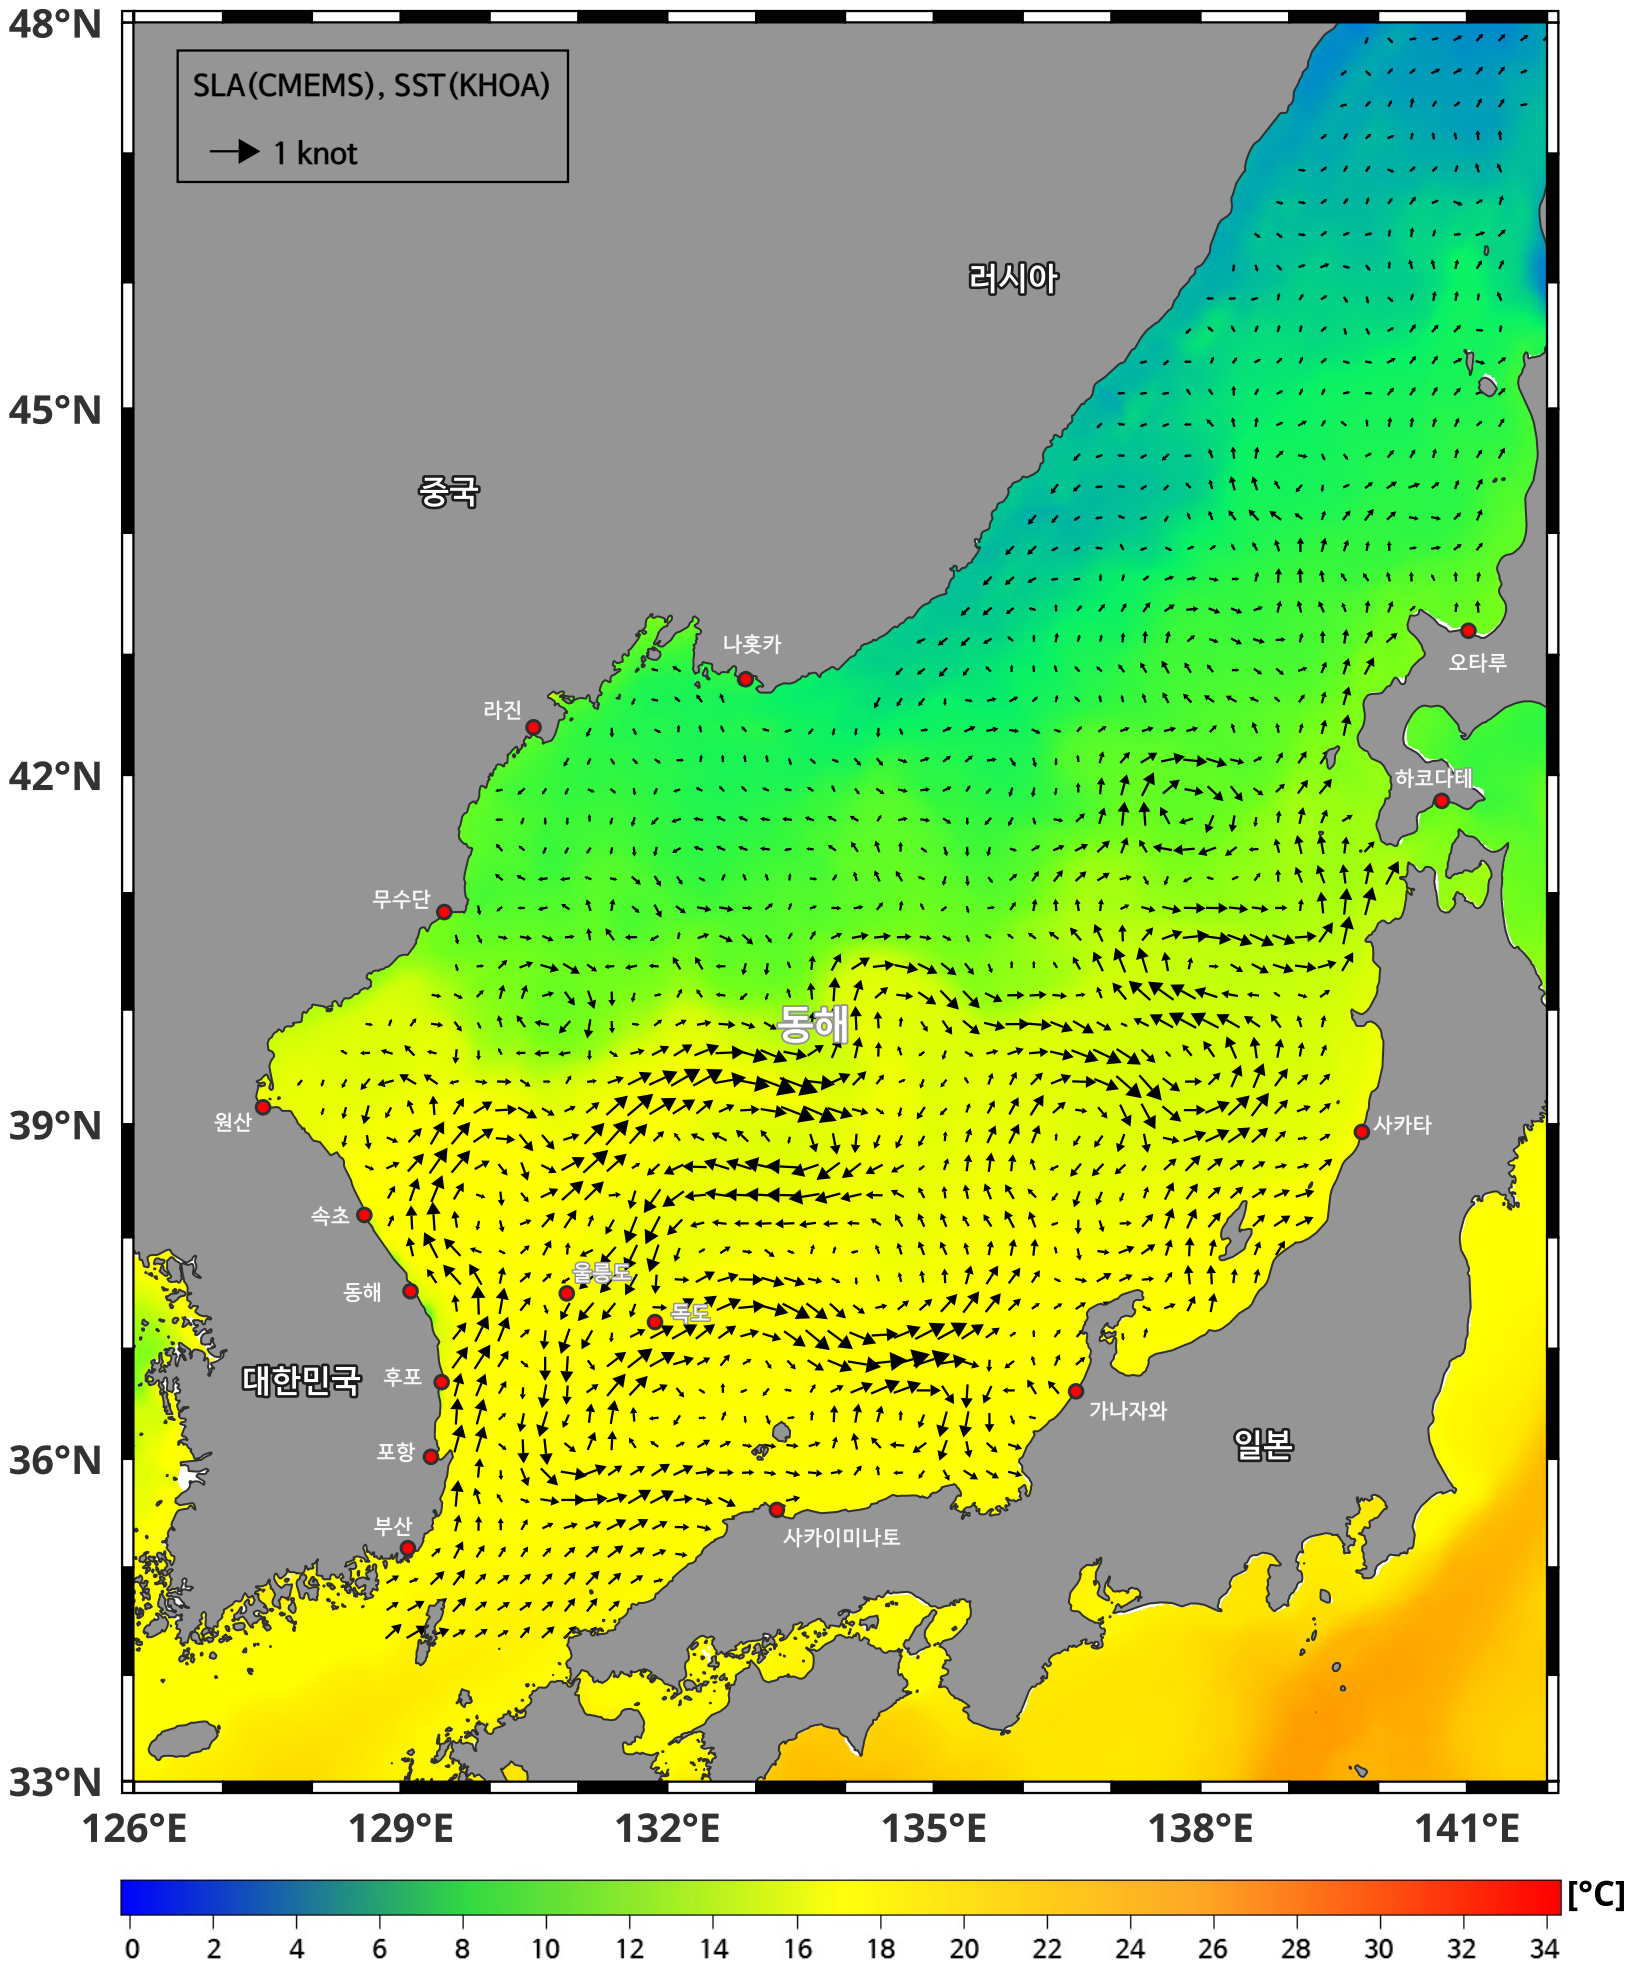 48°N
SLA(CMEMS), SST(KHOA)
1 knot
러시아
45°N
중국
나홋카
오타루
라진
42°N
하코다테
무수단
동해
39°N
원산
사카타
속초
울릉도
동해
독도
대한민국
후포
가나자와
일본
포항
36°N
부산
사카이미나토
33°N
126°E 129°E 132°E 135°E 138°E 141°E
[°C]
0 2 4 6 8 10 12 14 16 18 20 22 24 26 28 30 32 34